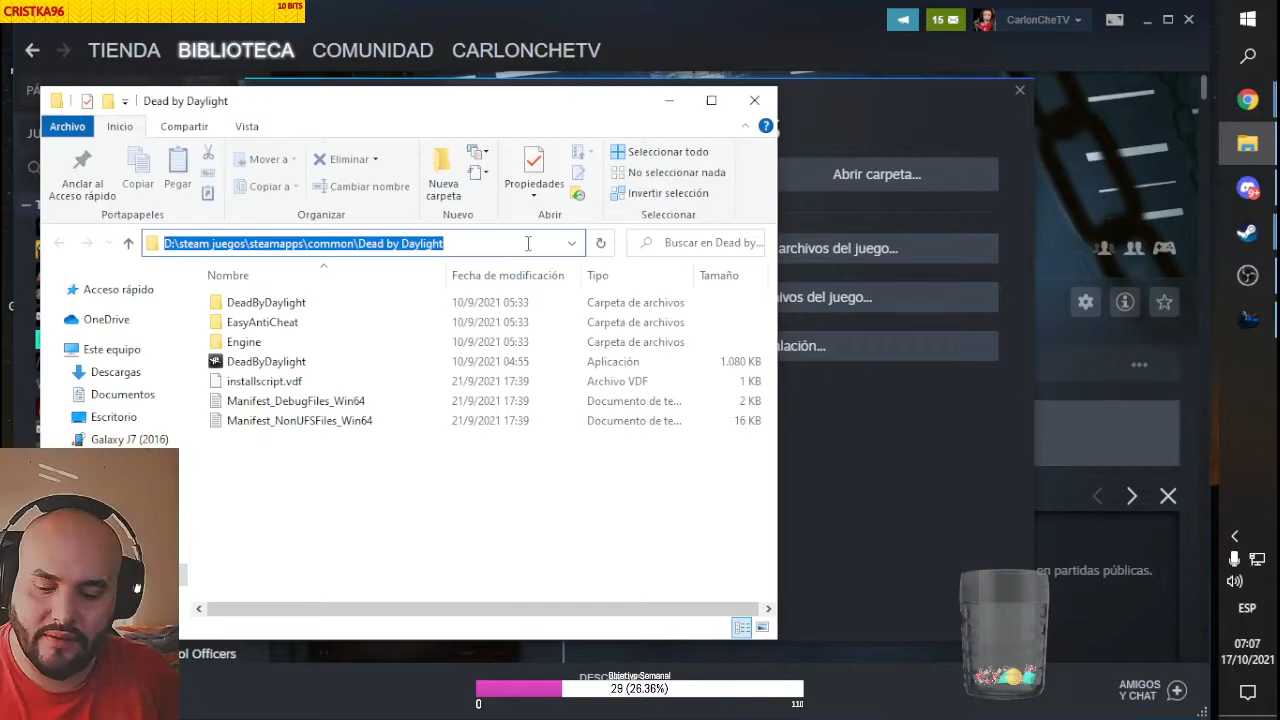 CRISTKA96
10 BITS
15
CarlonCheTV
TIENDA BIBLIOTECA COMUNIDAD CARLONCHETV
Dead by Daylight
Archivo Inicio Compartir Vista
Anclar al Acceso rápido
Copiar
Pegar
Portapapeles
Mover a
Copiar a
Eliminar
Cambiar nombre
Organizar
Nueva carpeta
Nuevo
Propiedades
Abrir
Seleccionar todo
No seleccionar nada
Invertir selección
Seleccionar
D:\steam juegos\steamapps\common\Dead by Daylight
Buscar en Dead by...
Nombre Fecha de modificación Tipo Tamaño
DeadByDaylight 10/9/2021 05:33 Carpeta de archivos
EasyAntiCheat 10/9/2021 05:33 Carpeta de archivos
Engine 10/9/2021 05:33 Carpeta de archivos
DeadByDaylight 10/9/2021 04:55 Aplicación 1.080 KB
installscript.vdf 21/9/2021 17:39 Archivo VDF 1 KB
Manifest_DebugFiles_Win64 21/9/2021 17:39 Documento de te... 2 KB
Manifest_NonUFSFiles_Win64 21/9/2021 17:39 Documento de te... 16 KB
Acceso rápido
OneDrive
Este equipo
Descargas
Documentos
Escritorio
Galaxy J7 (2016)
Abrir carpeta...
archivos del juego...
ivos del juego...
alación...
en partidas públicas.
ol Officers
DESC
Objetivo Semanal
29 (26.36%)
0
110
AMIGOS
Y CHAT
ESP
07:07
17/10/2021